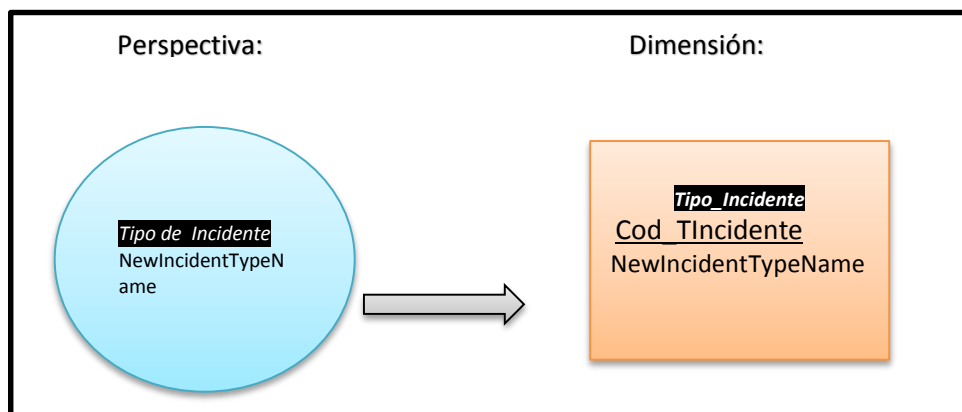 Perspectiva:
Dimensión:
Tipo de Incidente
NewIncidentTypeN
ame
Tipo_Incidente
Cod_TIncidente
NewIncidentTypeName